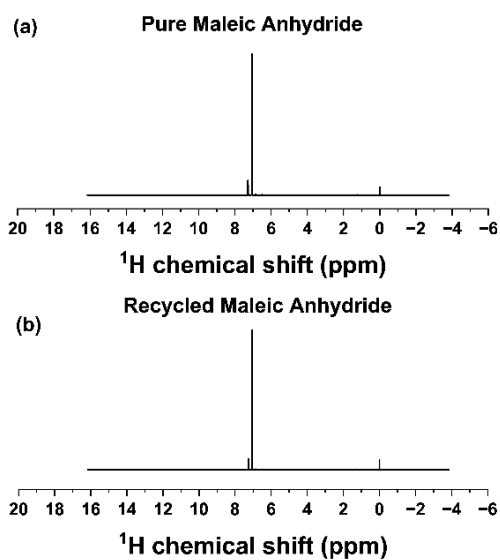 (a)
Pure Maleic Anhydride
20 18 16 14 12 10 8 6 4 2 0 −2 −4 −6
¹H chemical shift (ppm)
(b)
Recycled Maleic Anhydride
20 18 16 14 12 10 8 6 4 2 0 −2 −4 −6
¹H chemical shift (ppm)